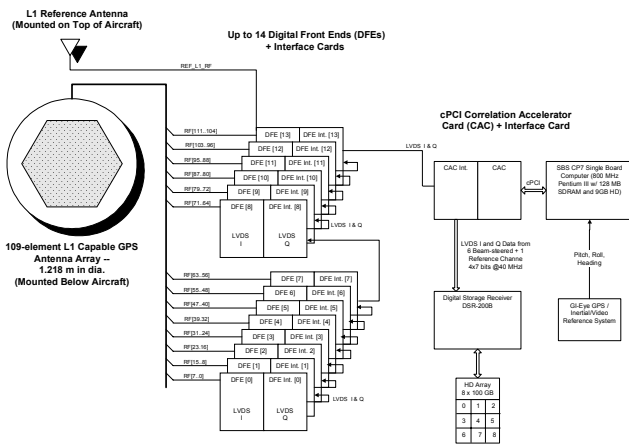 L1 Reference Antenna
(Mounted on Top of Aircraft)
Up to 14 Digital Front Ends (DFEs)
+ Interface Cards
REF_L1_RF
RF[111..104]
DFE [13]
DFE Int. [13]
RF[103..96]
DFE [12]
DFE Int. [12]
RF[95..88]
DFE [11]
DFE Int. [11]
RF[87..80]
DFE [10]
DFE Int. [10]
RF[79..72]
DFE [9]
DFE Int. [9]
RF[71..64]
DFE [8]
DFE Int. [8]
LVDS
I
LVDS
Q
LVDS I & Q
LVDS I & Q
109-element L1 Capable GPS
Antenna Array --
1.218 m in dia.
(Mounted Below Aircraft)
RF[63..56]
DFE [7]
DFE Int. [7]
RF[55..48]
DFE 6]
DFE Int. [6]
RF[47..40]
DFE [5]
DFE Int. [5]
RF[39.32]
DFE [4]
DFE Int. [4]
RF[31..24]
DFE [3]
DFE Int. [3]
RF[23.16]
DFE [2]
DFE Int. 2]
RF[15..8]
DFE [1]
DFE Int. [1]
RF[7..0]
DFE [0]
DFE Int. [0]
LVDS
I
LVDS
Q
LVDS I & Q
cPCI Correlation Accelerator
Card (CAC) + Interface Card
CAC Int.
CAC
cPCI
SBS CP7 Single Board
Computer (800 MHz
Pentium III w/ 128 MB
SDRAM and 9GB HD)
LVDS I and Q Data from
6 Beam-steered + 1
Reference Channe
4x7 bits @40 MHzl
Pitch, Roll,
Heading
Digital Storage Receiver
DSR-200B
GI-Eye GPS /
Inertial/Video
Reference System
HD Array
8 x 100 GB
0 1 2
3 4 5
6 7 8